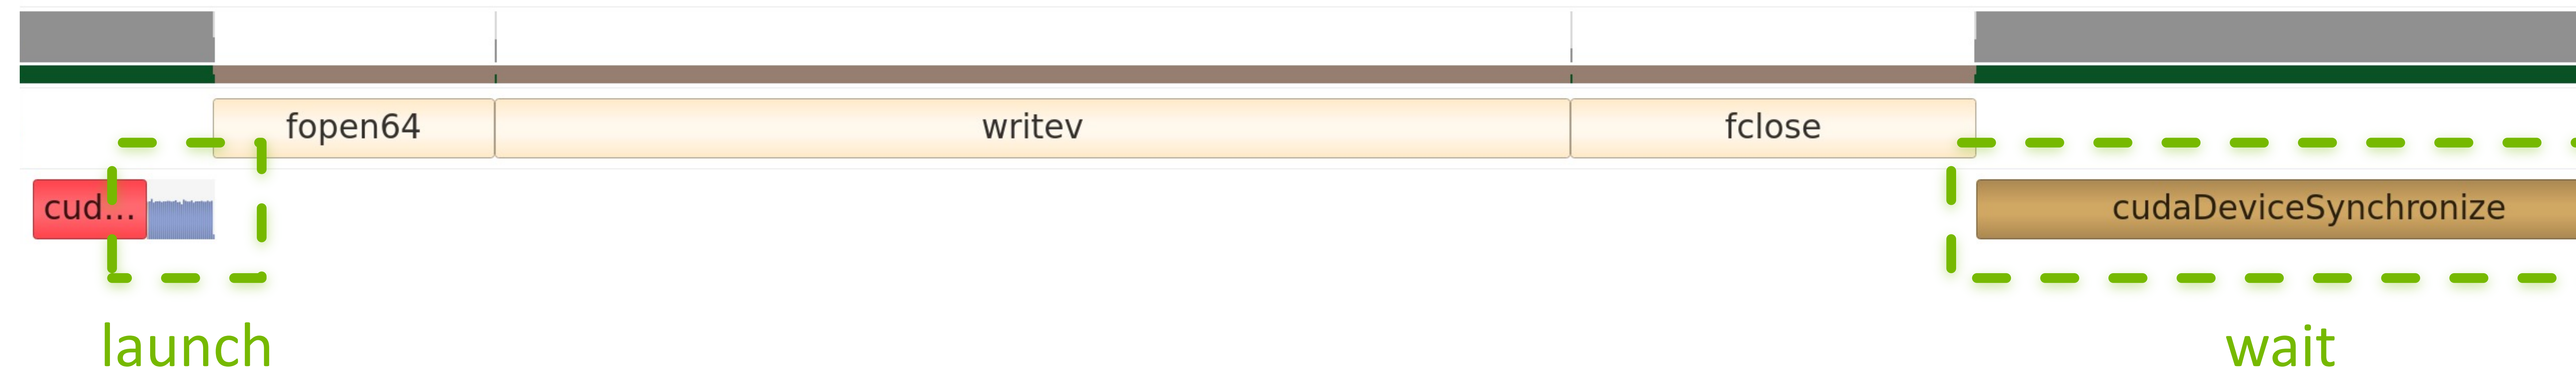 fopen64 writev fclose
cud... cudaDeviceSynchronize
launch wait